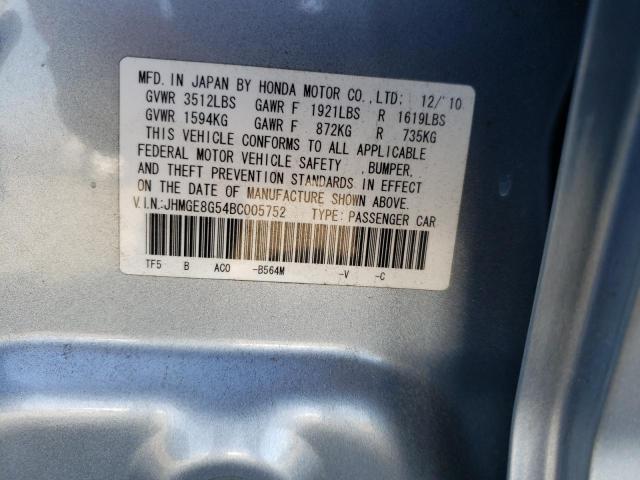 MFD. IN JAPAN BY HONDA MOTOR CO.,LTD: 12/'10
GVWR 3512LBS GAWR F 1921LBS R 1619LBS
GVWR 1594KG GAWR F 872KG R 735KG
THIS VEHICLE CONFORMS TO ALL APPLICABLE
FEDERAL MOTOR VEHICLE SAFETY ,BUMPER,
AND THEFT PREVENTION STANDARDS IN EFFECT
ON THE DATE OF MANUFACTURE SHOWN ABOVE.
V.I.N.:JHMGE8G54BC005752 TYPE: PASSENGER CAR
TF5 B AC0 -B564M -V -C